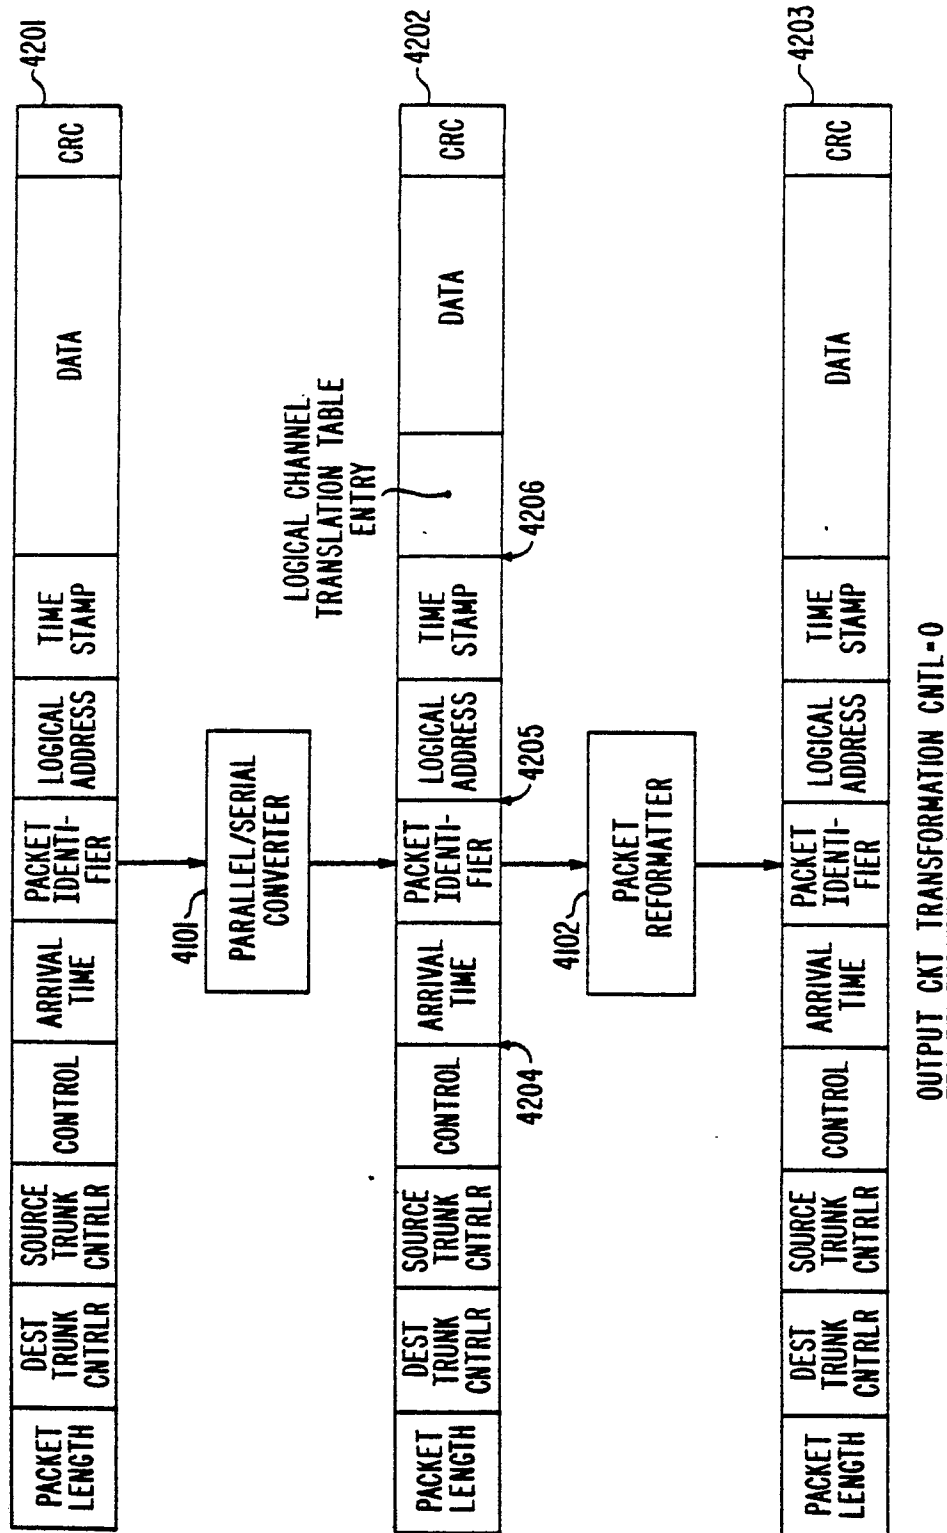 PACKET
LENGTH
DEST
TRUNK
CNTRLR
SOURCE
TRUNK
CNTRLR
CONTROL
ARRIVAL
TIME
PACKET
IDENTI-
FIER
LOGICAL
ADDRESS
TIME
STAMP
DATA
CRC
4201
4101
PARALLEL/SERIAL
CONVERTER
LOGICAL CHANNEL
TRANSLATION TABLE
ENTRY
PACKET
LENGTH
DEST
TRUNK
CNTRLR
SOURCE
TRUNK
CNTRLR
CONTROL
ARRIVAL
TIME
PACKET
IDENTI-
FIER
LOGICAL
ADDRESS
TIME
STAMP
DATA
CRC
4202
4204
4205
4206
4102
PACKET
REFORMATTER
PACKET
LENGTH
DEST
TRUNK
CNTRLR
SOURCE
TRUNK
CNTRLR
CONTROL
ARRIVAL
TIME
PACKET
IDENTI-
FIER
LOGICAL
ADDRESS
TIME
STAMP
DATA
CRC
4203
OUTPUT CKT TRANSFORMATION CNTL=0